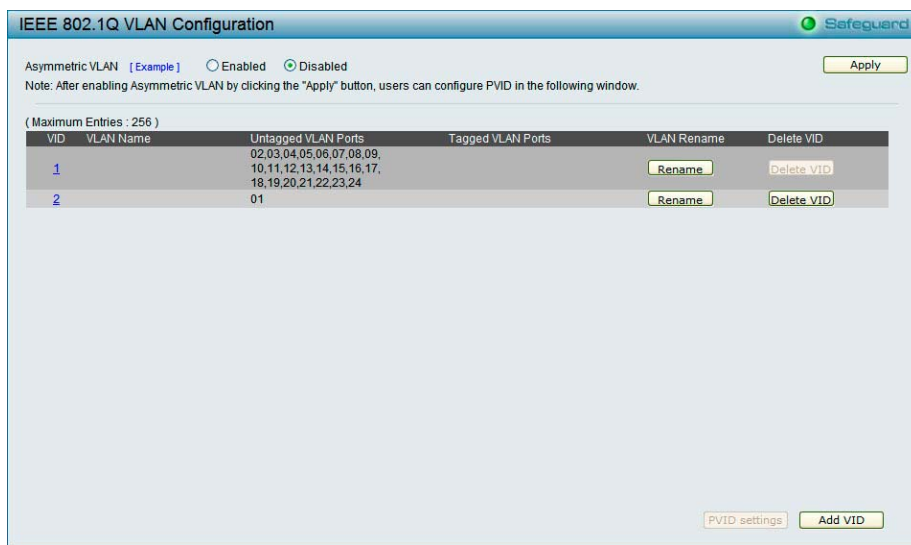 IEEE 802.1Q VLAN Configuration
Safeguard
Asymmetric VLAN [ Example ] Enabled Disabled
Apply
Note: After enabling Asymmetric VLAN by clicking the "Apply" button, users can configure PVID in the following window.
( Maximum Entries : 256 )
VID VLAN Name Untagged VLAN Ports Tagged VLAN Ports VLAN Rename Delete VID
02,03,04,05,06,07,08,09,
1 10,11,12,13,14,15,16,17, Rename Delete VID
18,19,20,21,22,23,24
2 01 Rename Delete VID
PVID settings Add VID